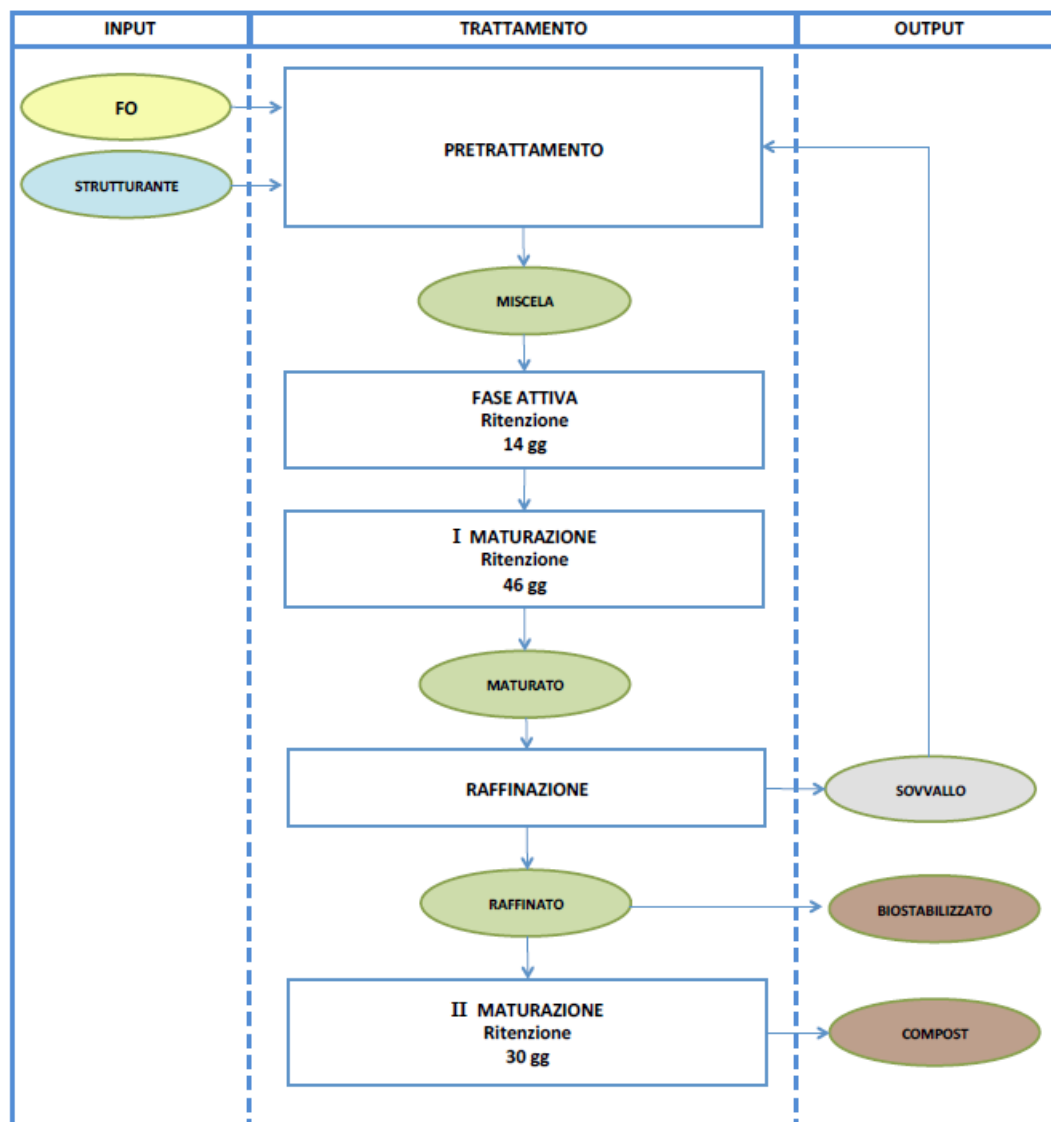 INPUT
TRATTAMENTO
OUTPUT
FO
STRUTTURANTE
PRETRATTAMENTO
MISCELA
FASE ATTIVA
Ritenzione
14 gg
I MATURAZIONE
Ritenzione
46 gg
MATURATO
RAFFINAZIONE
SOVVALLO
RAFFINATO
BIOSTABILIZZATO
II MATURAZIONE
Ritenzione
30 gg
COMPOST